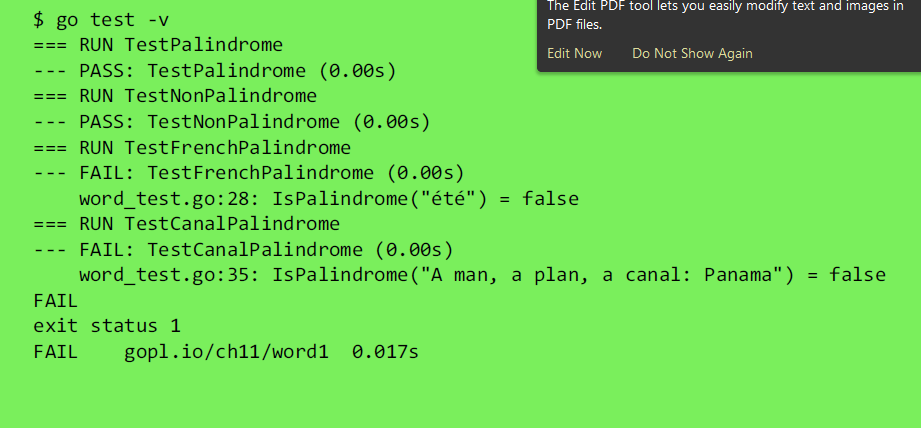 The Edit PDF tool lets you easily modify text and images in
PDF files.
Edit Now Do Not Show Again
$ go test -v
=== RUN TestPalindrome
--- PASS: TestPalindrome (0.00s)
=== RUN TestNonPalindrome
--- PASS: TestNonPalindrome (0.00s)
=== RUN TestFrenchPalindrome
--- FAIL: TestFrenchPalindrome (0.00s)
    word_test.go:28: IsPalindrome("été") = false
=== RUN TestCanalPalindrome
--- FAIL: TestCanalPalindrome (0.00s)
    word_test.go:35: IsPalindrome("A man, a plan, a canal: Panama") = false
FAIL
exit status 1
FAIL    gopl.io/ch11/word1  0.017s